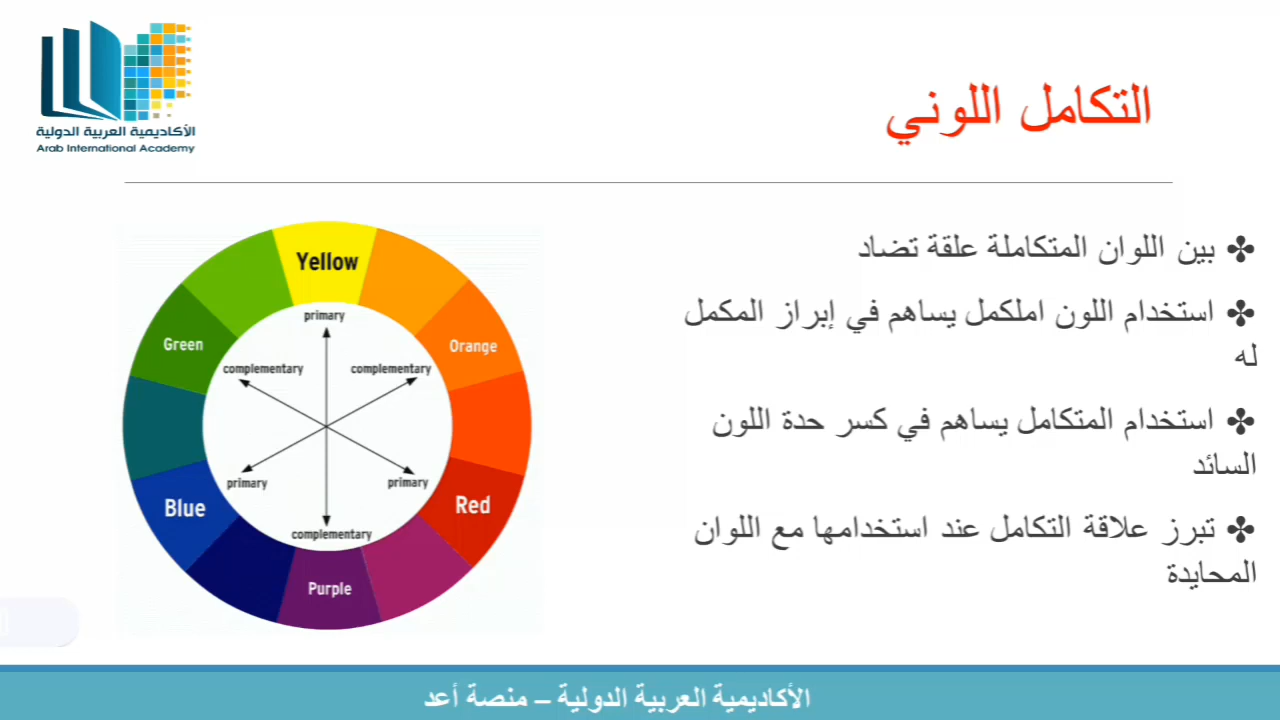 الأكاديمية العربية الدولية
Arab International Academy
التكامل اللوني
بين اللوان المتكاملة علقة تضاد
استخدام اللون املكمل يساهم في إبراز المكمل
له
استخدام المتكامل يساهم في كسر حدة اللون
السائد
تبرز علاقة التكامل عند استخدامها مع اللوان
المحايدة
Yellow
primary
Green
Orange
complementary
complementary
primary
primary
Blue
Red
complementary
Purple
الأكاديمية العربية الدولية – منصة أعد